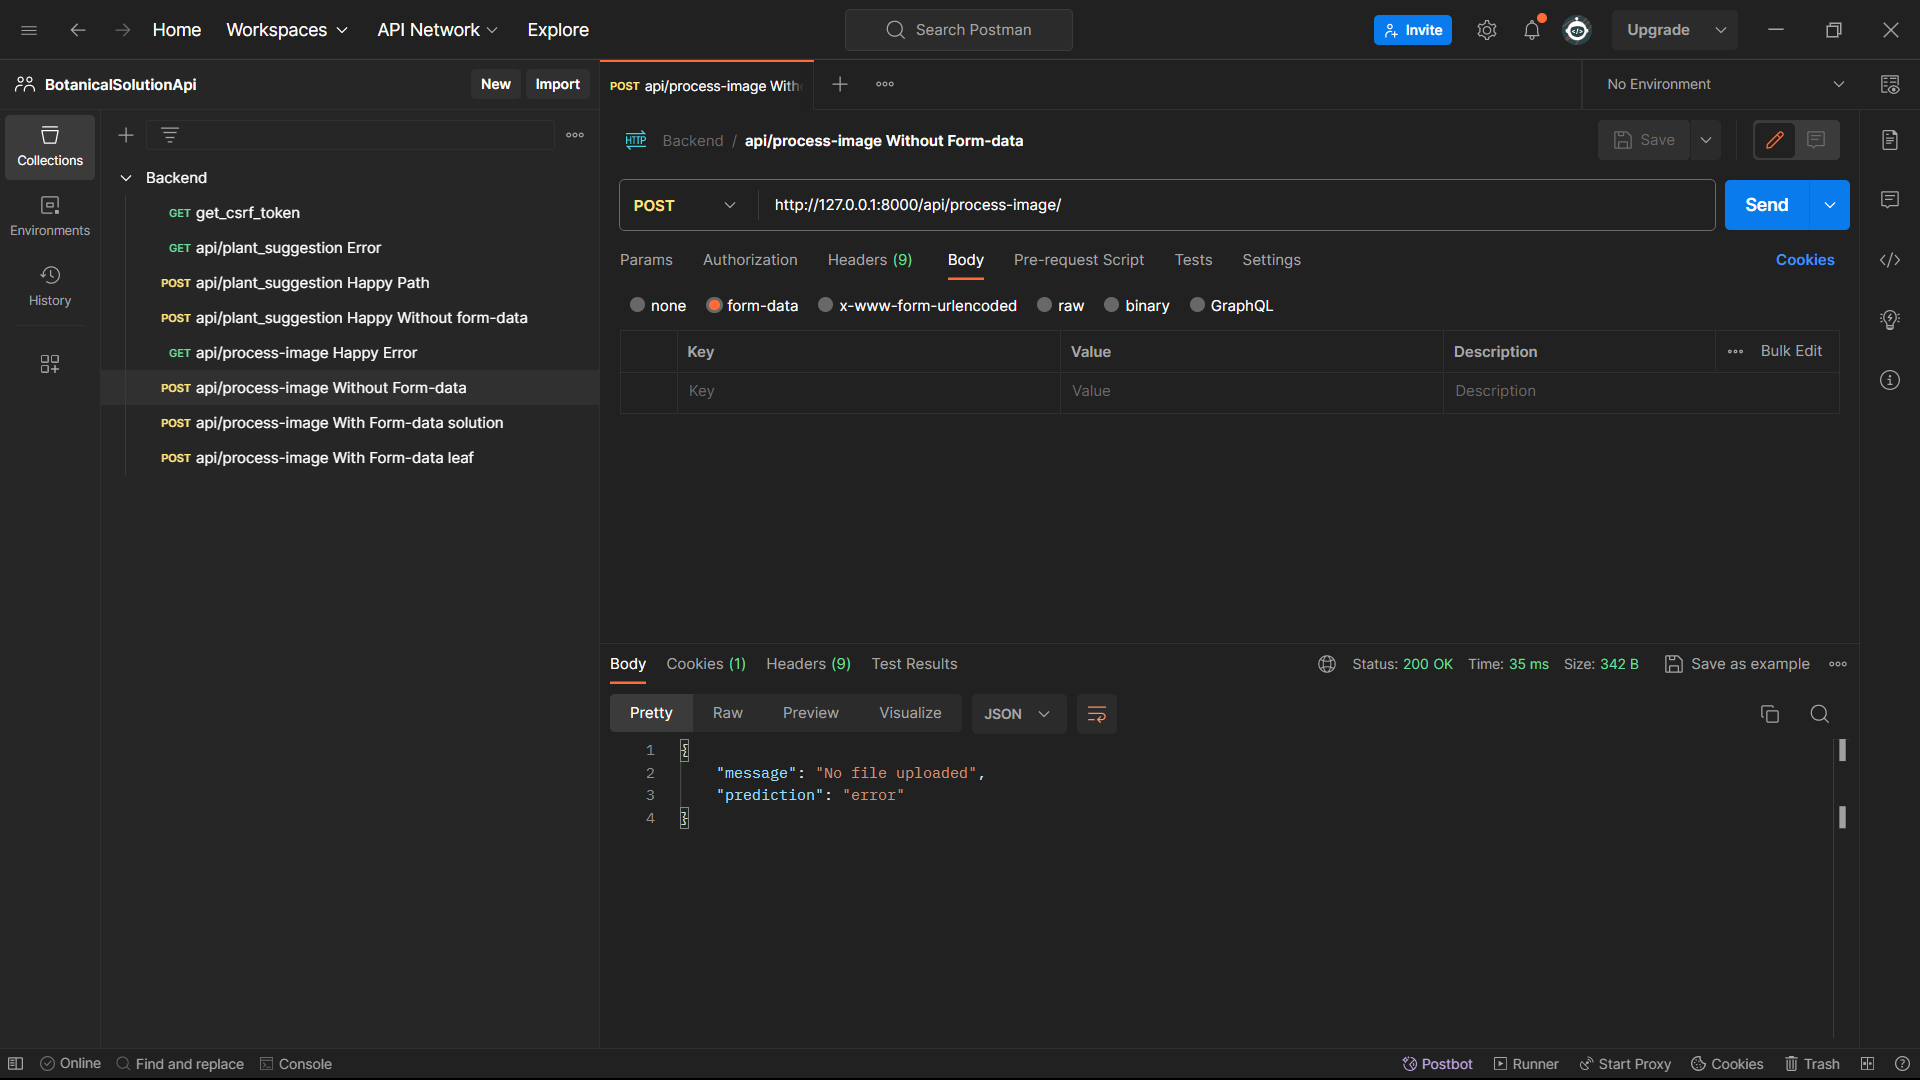 Home Workspaces API Network Explore Search Postman Invite Upgrade
BotanicalSolutionApi New Import POST api/process-image With No Environment
Collections
Environments
History
Backend
GET get_csrf_token
GET api/plant_suggestion Error
POST api/plant_suggestion Happy Path
POST api/plant_suggestion Happy Without form-data
GET api/process-image Happy Error
POST api/process-image Without Form-data
POST api/process-image With Form-data solution
POST api/process-image With Form-data leaf
HTTP Backend / api/process-image Without Form-data Save
POST http://127.0.0.1:8000/api/process-image/ Send
Params Authorization Headers (9) Body Pre-request Script Tests Settings Cookies
none form-data x-www-form-urlencoded raw binary GraphQL
Key Value Description Bulk Edit
Key Value Description
Body Cookies (1) Headers (9) Test Results Status: 200 OK Time: 35 ms Size: 342 B Save as example
Pretty Raw Preview Visualize JSON
1 {
2 "message": "No file uploaded",
3 "prediction": "error"
4 }
Online Find and replace Console Postbot Runner Start Proxy Cookies Trash